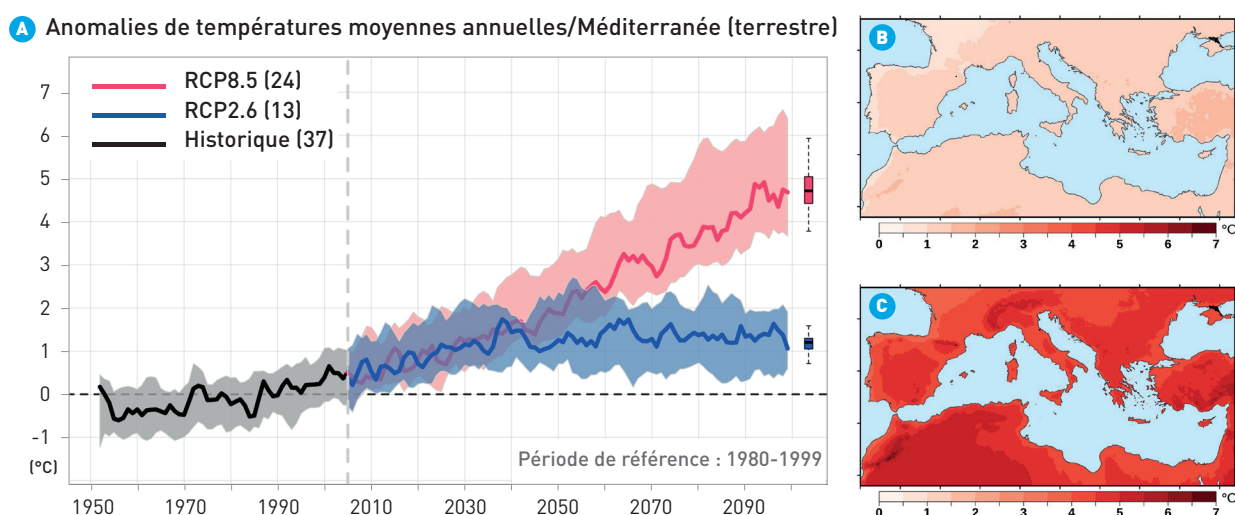 A Anomalies de températures moyennes annuelles/Méditerranée (terrestre)
RCP8.5 (24)
RCP2.6 (13)
Historique (37)
7
6
5
4
3
2
1
0
-1
(°C)
Période de référence : 1980-1999
1950 1970 1990 2010 2030 2050 2070 2090
B
°C
0 1 2 3 4 5 6 7
C
°C
0 1 2 3 4 5 6 7